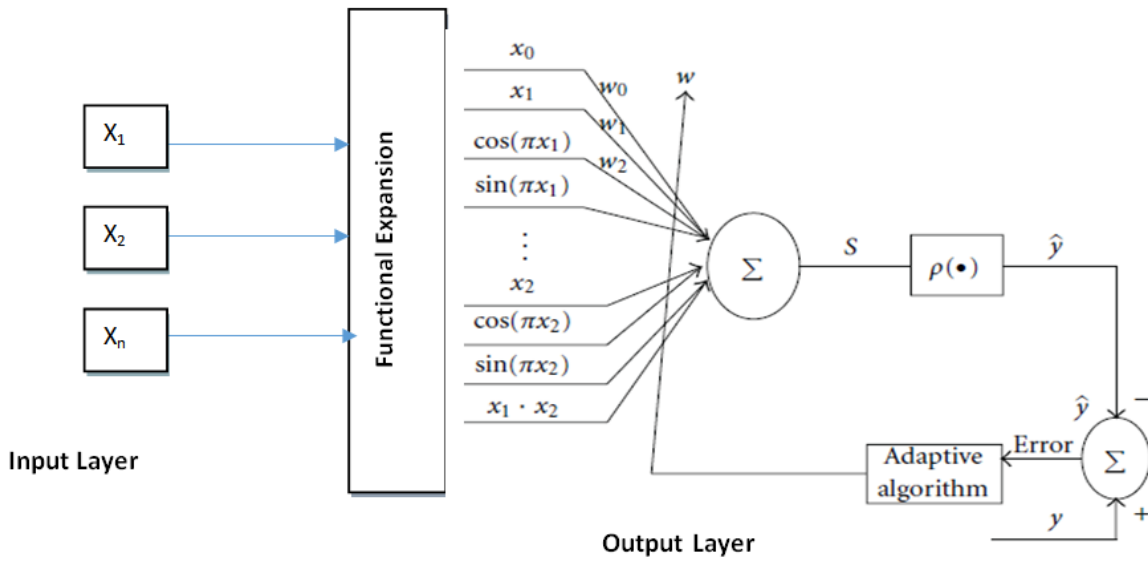 X₁
X₂
Xₙ
Input Layer
Functional Expansion
x₀
x₁
cos(πx₁)
sin(πx₁)
⋮
x₂
cos(πx₂)
sin(πx₂)
x₁ · x₂
w₀
w₁
w₂
w
Σ
S
ρ(•)
ŷ
ŷ
−
Σ
+
Error
Adaptive
algorithm
y
Output Layer